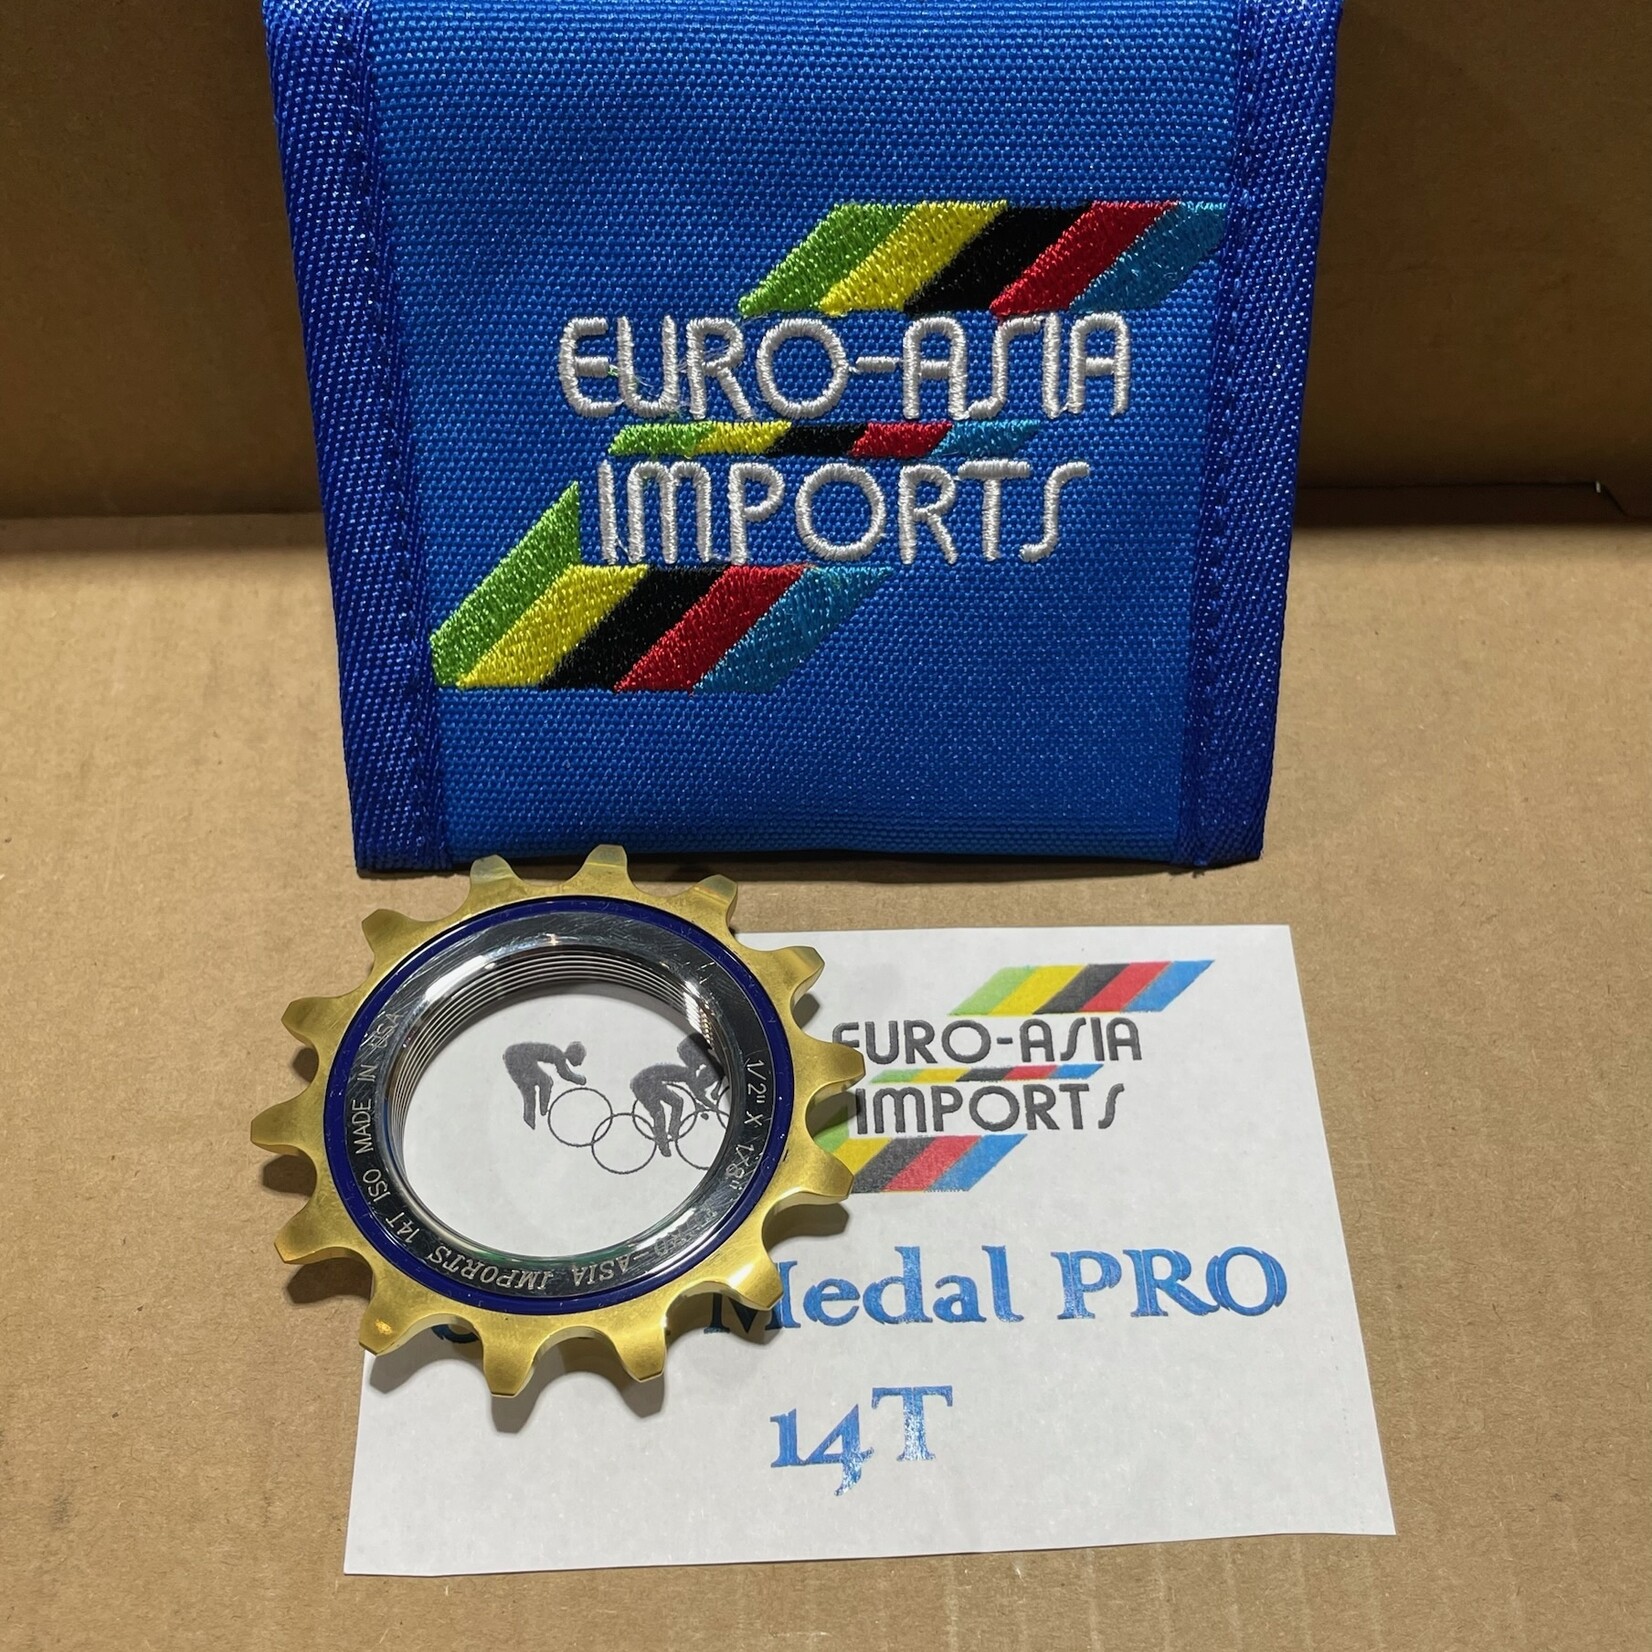 EURO-ASIA
IMPORTS
EURO-ASIA
IMPORTS
Medal PRO
14T
ASIA IMPORTS 14T ISO MADE IN USA
1/2" X 1/8"